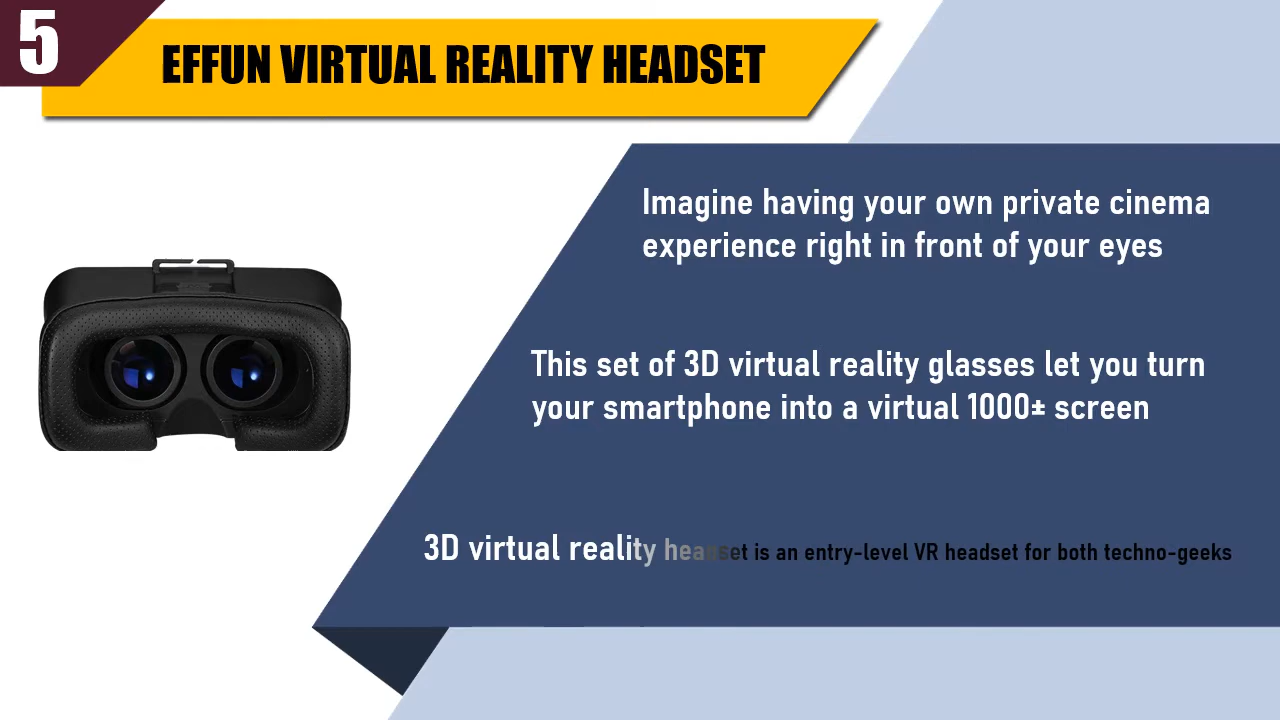 5
EFFUN VIRTUAL REALITY HEADSET
Imagine having your own private cinema
experience right in front of your eyes
This set of 3D virtual reality glasses let you turn
your smartphone into a virtual 1000± screen
3D virtual reality headset is an entry-level VR headset for both techno-geeks